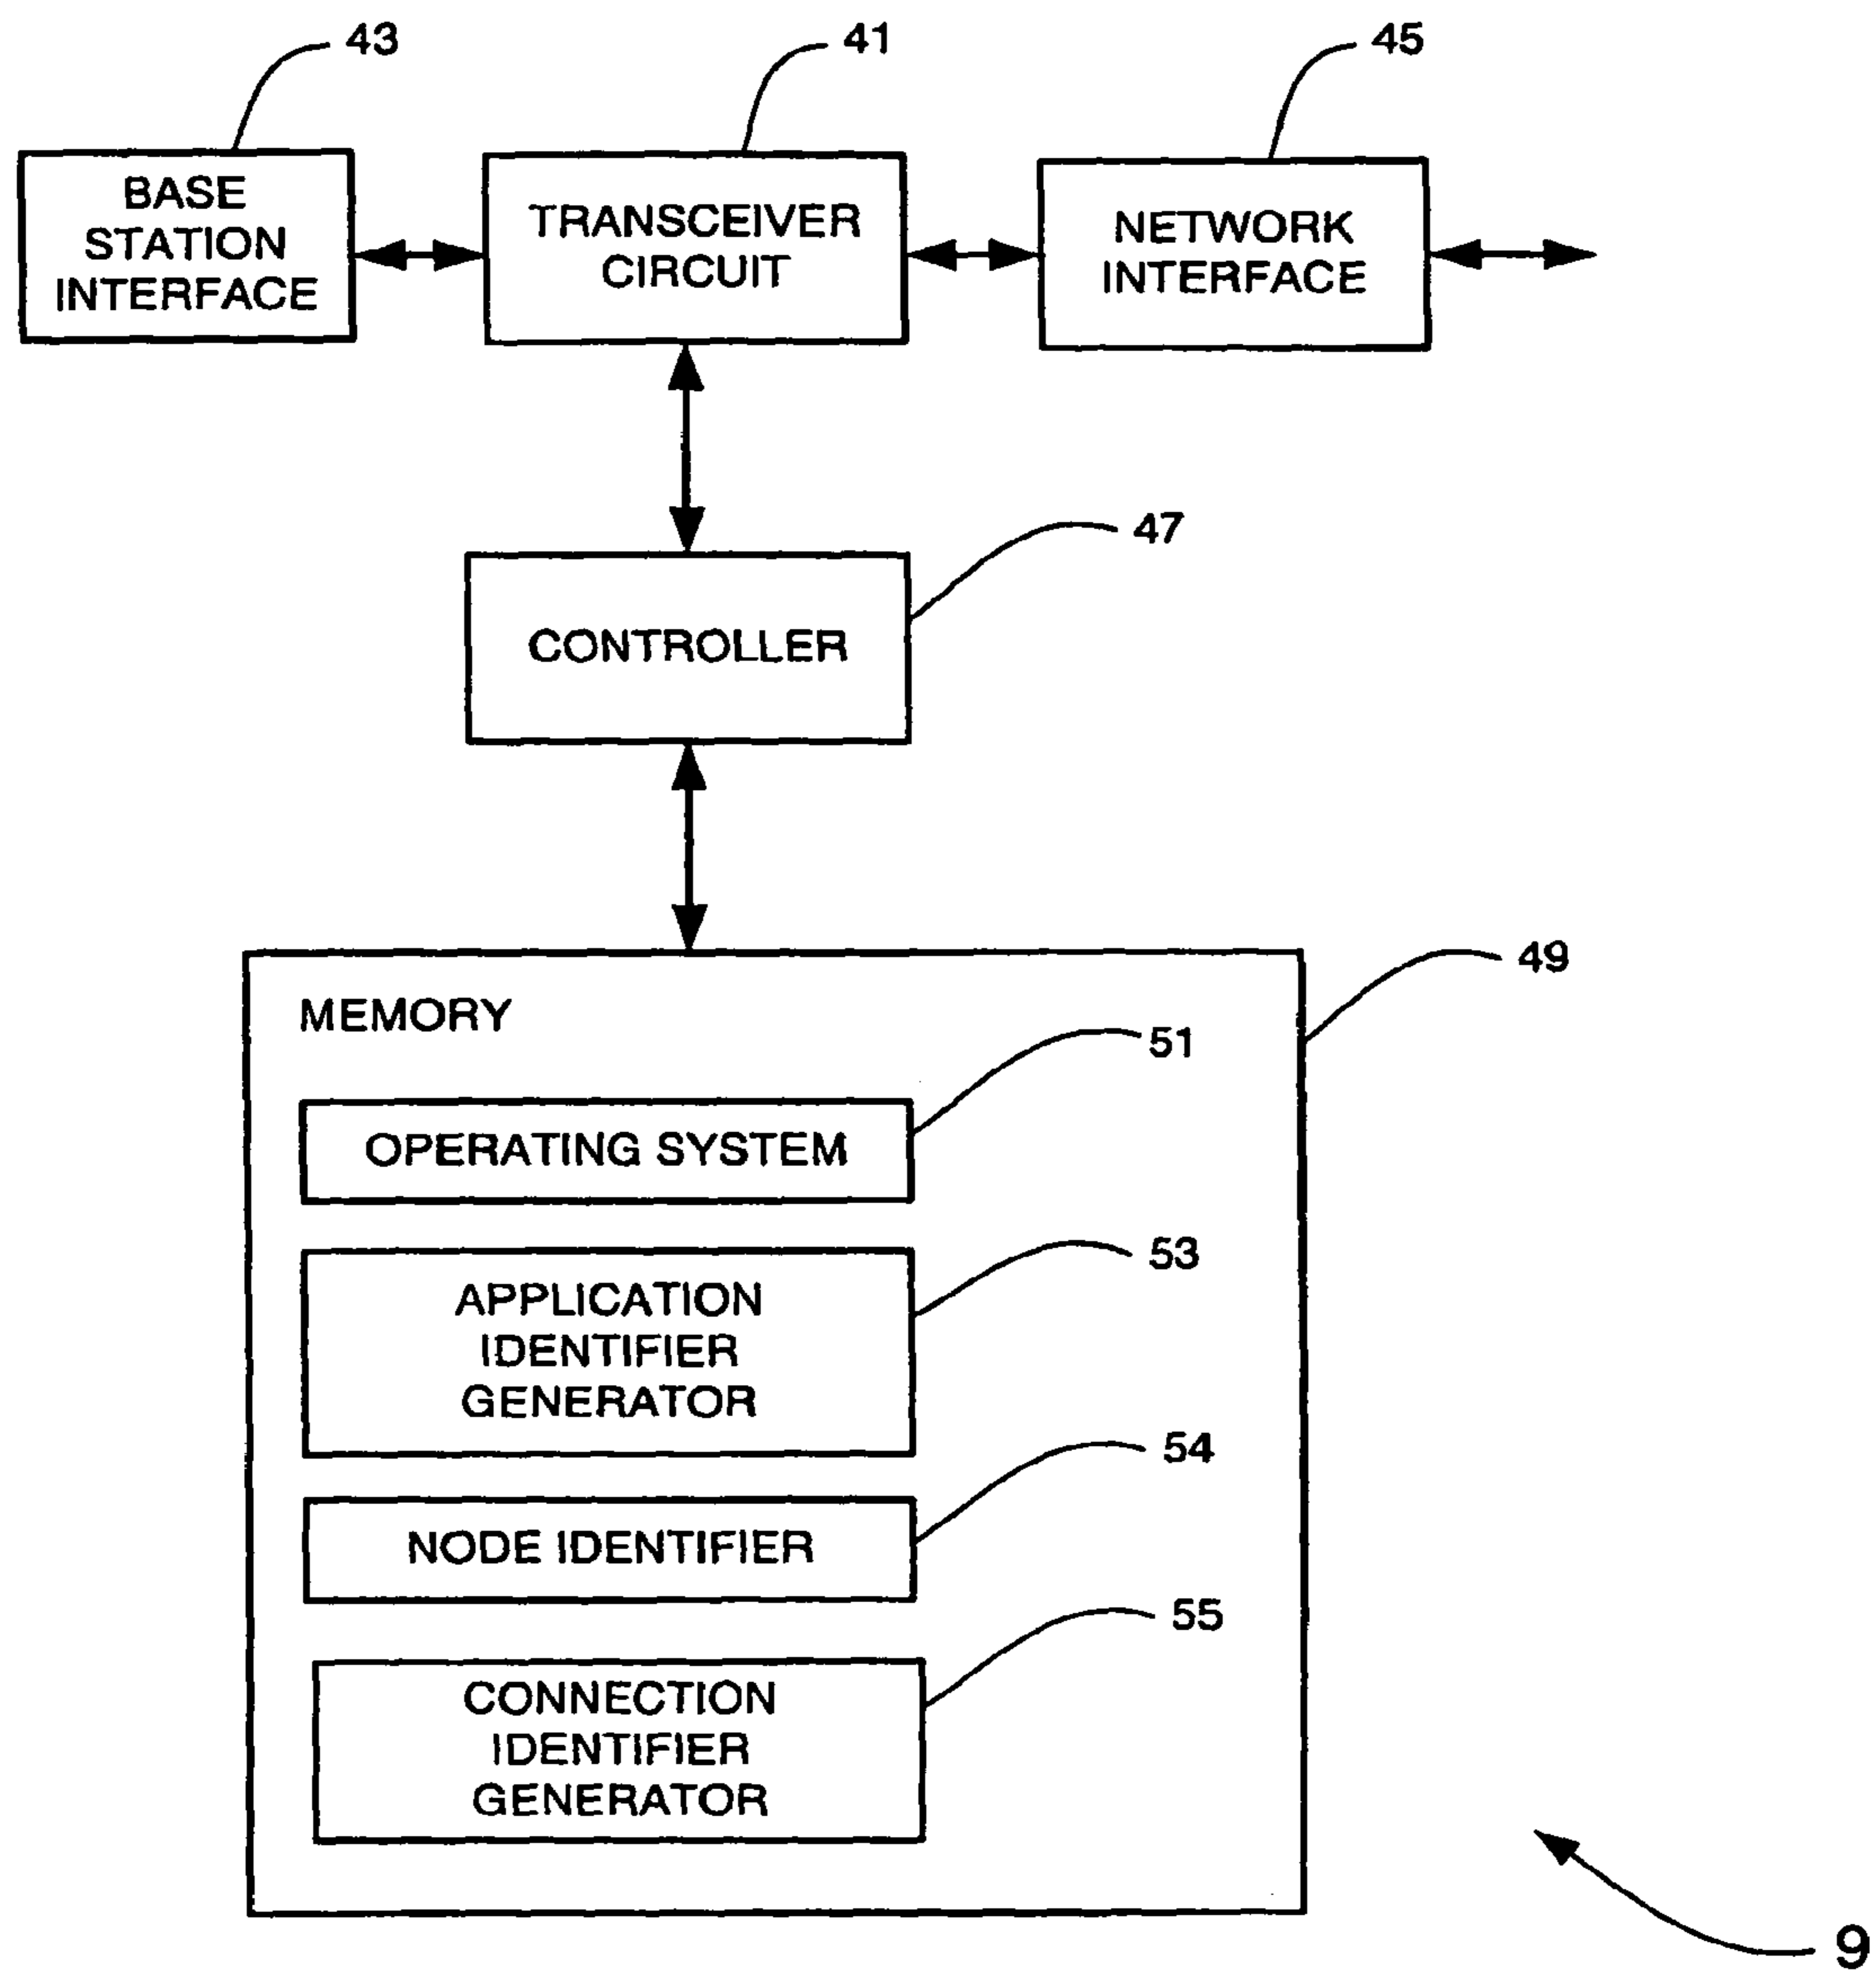 43
41
45
BASE
STATION
INTERFACE
TRANSCEIVER
CIRCUIT
NETWORK
INTERFACE
47
CONTROLLER
49
MEMORY
51
OPERATING SYSTEM
53
APPLICATION
IDENTIFIER
GENERATOR
54
NODE IDENTIFIER
55
CONNECTION
IDENTIFIER
GENERATOR
9